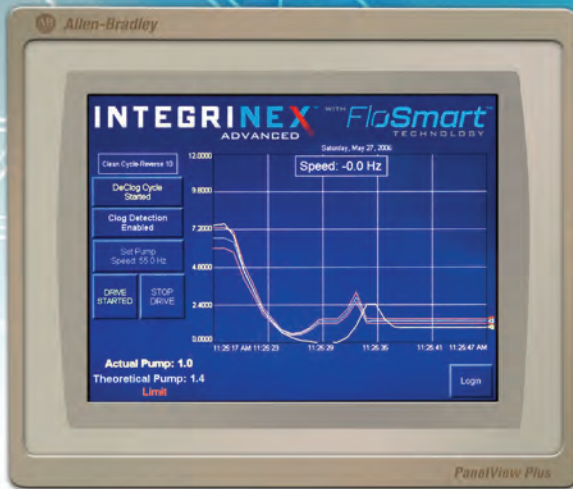 AB Allen-Bradley
INTEGRINEX™ WITH FloSmart™
ADVANCED TECHNOLOGY
Saturday, May 27, 2006
Clean Cycle-Reverse 10
Speed: -0.0 Hz
DeClog Cycle
Started
Clog Detection
Enabled
Set Pump
Speed: 55.0 Hz
DRIVE
STARTED
STOP
DRIVE
12.0000
9.6000
7.2000
4.8000
2.4000
0.0000
11:25:17 AM 11:25:23 11:25:29 11:25:35 11:25:41 11:25:47 AM
Actual Pump: 1.0
Theoretical Pump: 1.4
Limit
Login
PanelView Plus